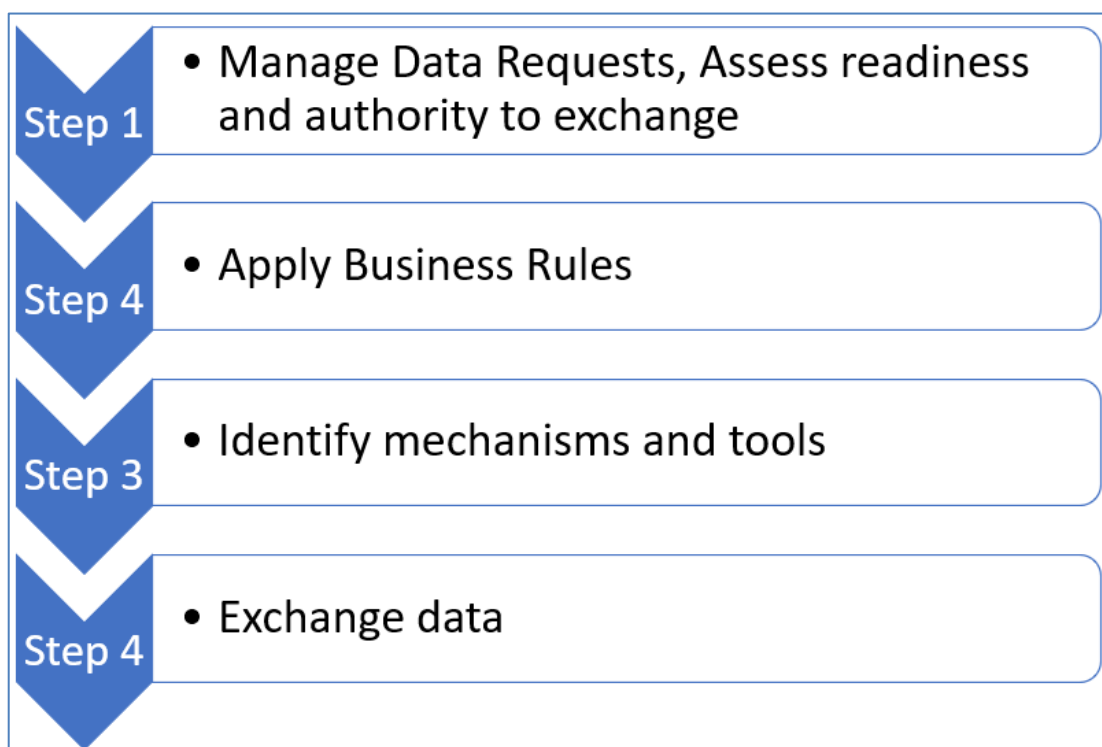 Step 1
• Manage Data Requests, Assess readiness
and authority to exchange
Step 4
• Apply Business Rules
Step 3
• Identify mechanisms and tools
Step 4
• Exchange data